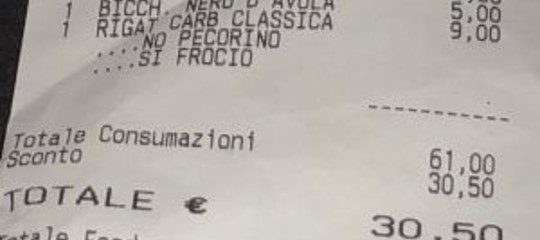 1 BICCH. NERO D'AVOLA 5,00
1 RIGAT CARB CLASSICA 9,00
....NO PECORINO
....SI FROCIO
----------
Totale Consumazioni 61,00
Sconto 30,50
TOTALE € 30,50